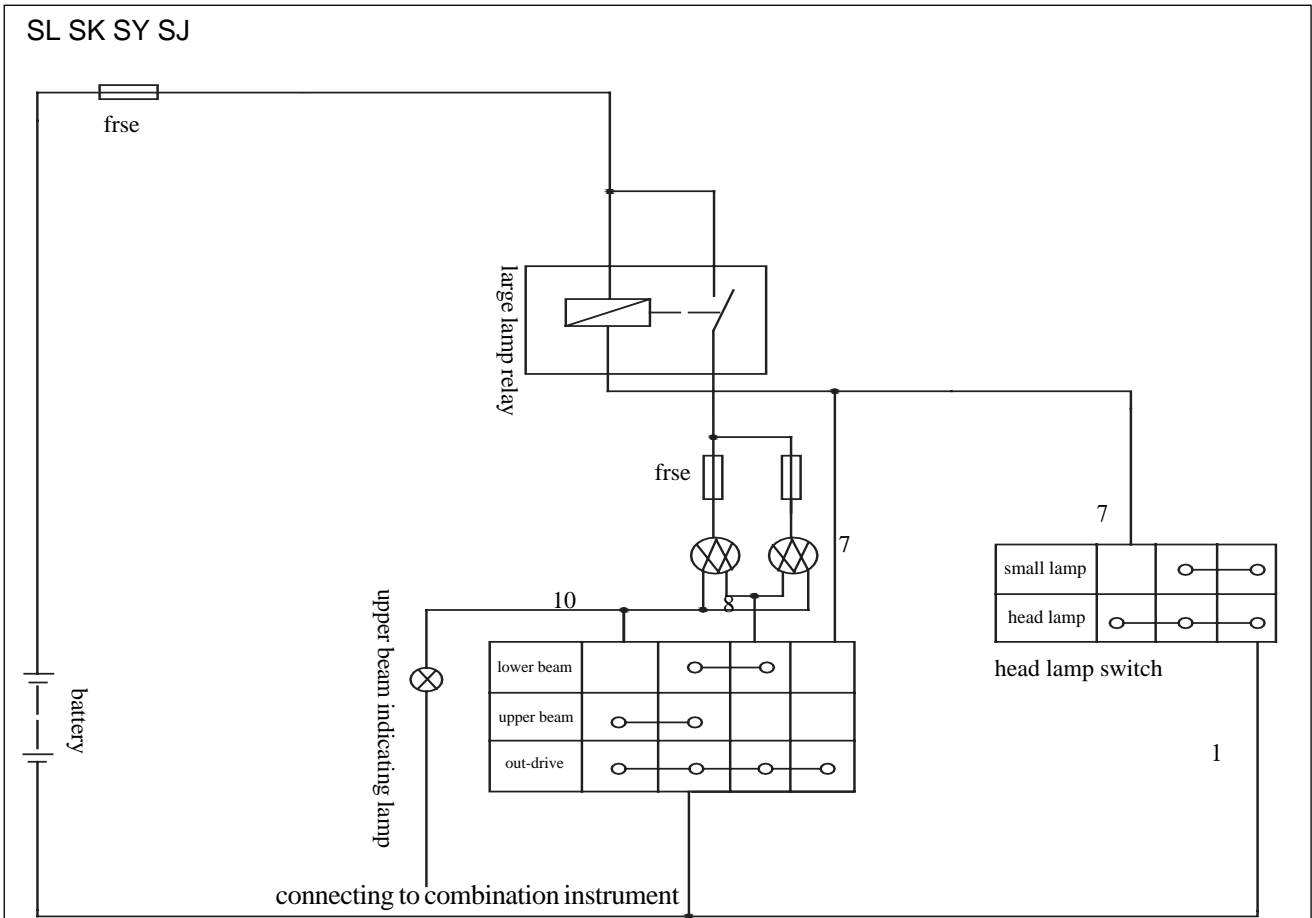 SL SK SY SJ
frse
large lamp relay
frse
7
7
small lamp
head lamp
head lamp switch
10
8
upper beam indicating lamp
lower beam
upper beam
out-drive
battery
1
connecting to combination instrument